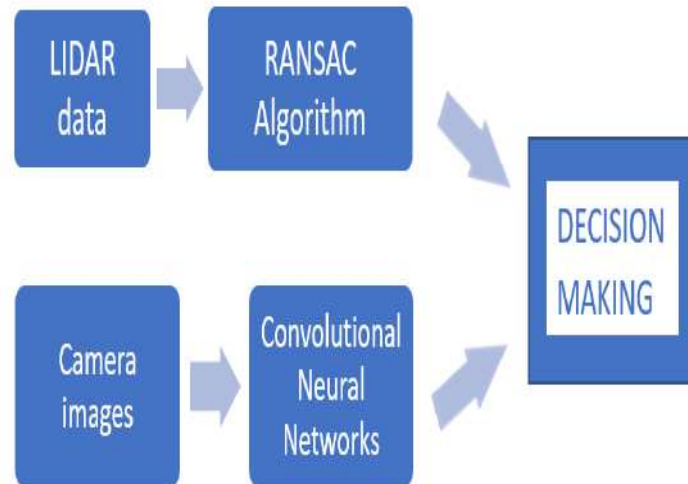 LIDAR
data
RANSAC
Algorithm
Camera
images
Convolutional
Neural
Networks
DECISION
MAKING